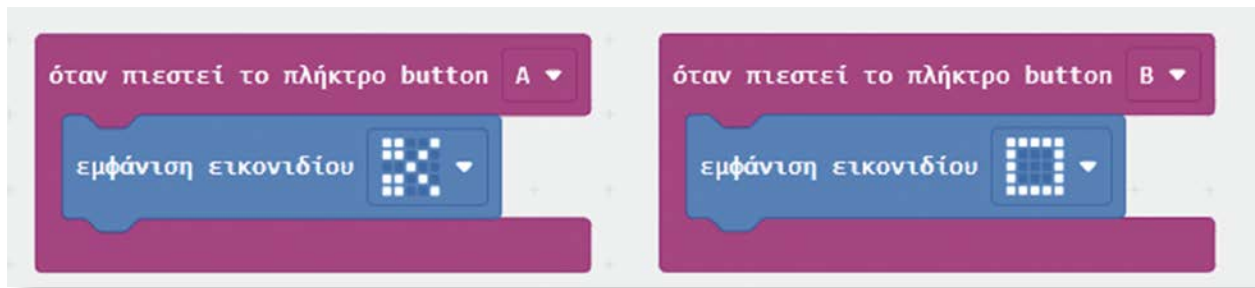 όταν πιεστεί το πλήκτρο button A
εμφάνιση εικονιδίου
όταν πιεστεί το πλήκτρο button B
εμφάνιση εικονιδίου